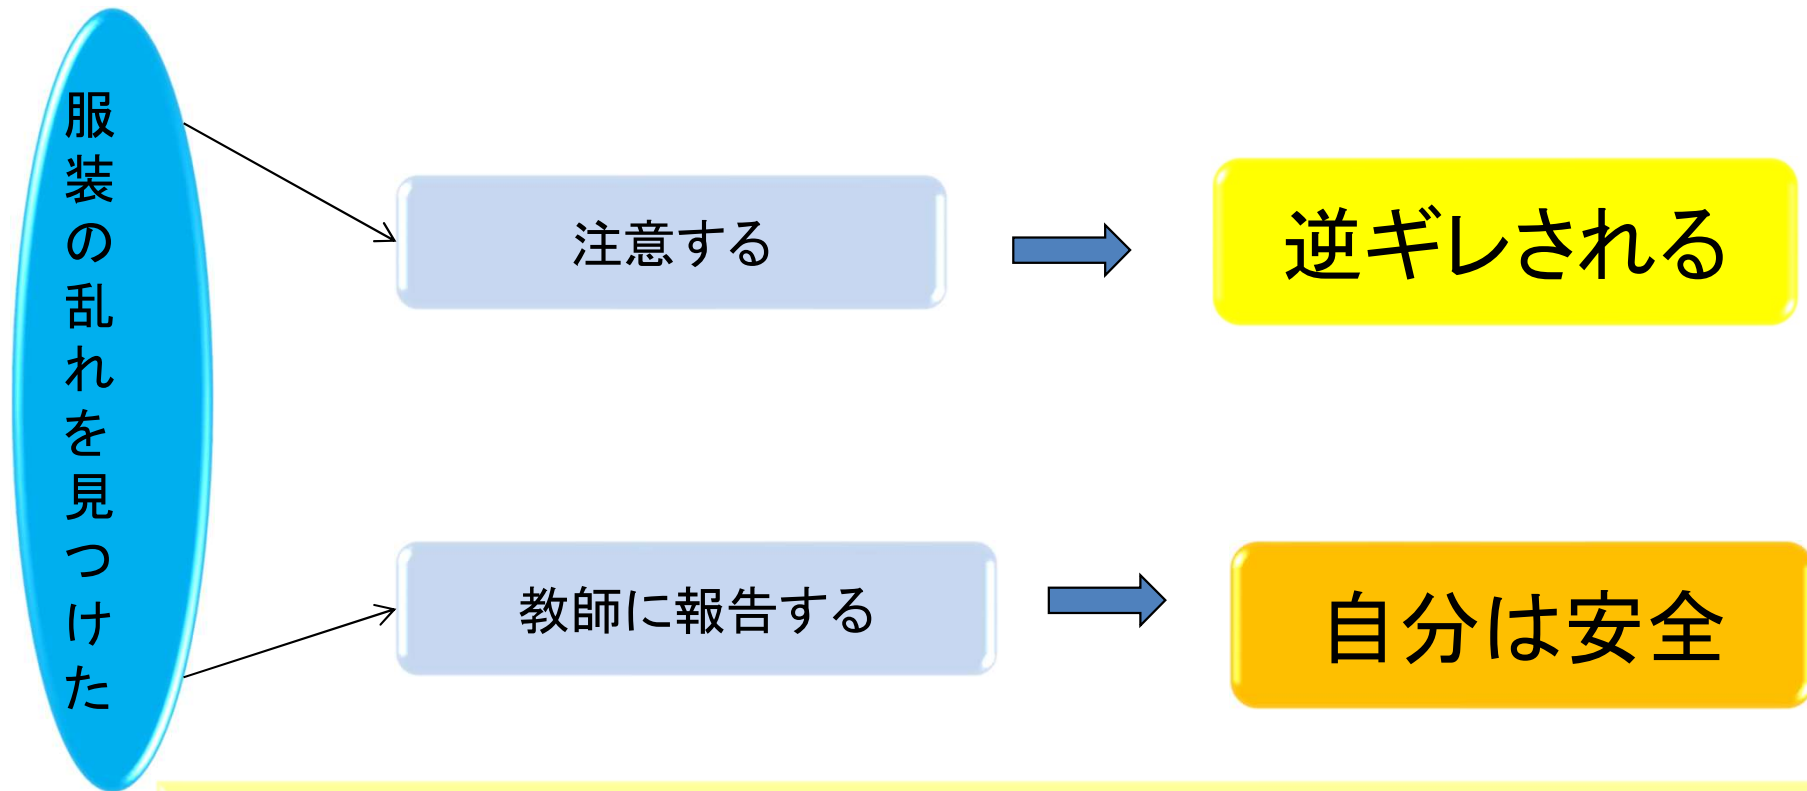 服装の乱れを見つけた
注意する
逆ギレされる
教師に報告する
自分は安全